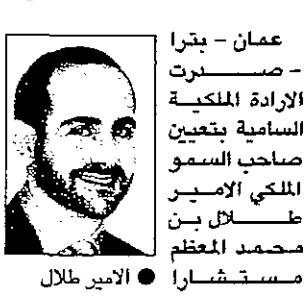 عمان – بترا
– صدرت
الارادة الملكية
السامية بتعيين
صاحب السمو
الملكي الامير
طلال بن
محمد المعظم
مستشارا
● الامير طلال